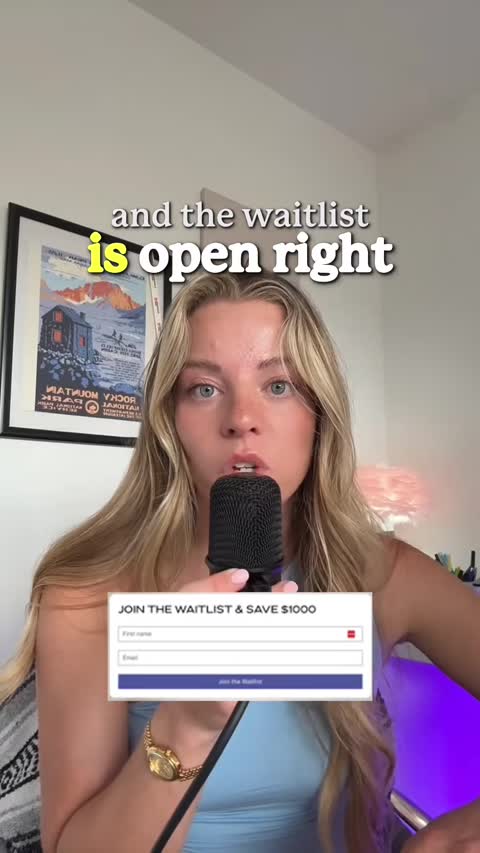 and the waitlist
is open right
ROCKY MOUNTAIN
NATIONAL PARK
SERVICE
JOIN THE WAITLIST & SAVE $1000
First name
Email
Join the Waitlist